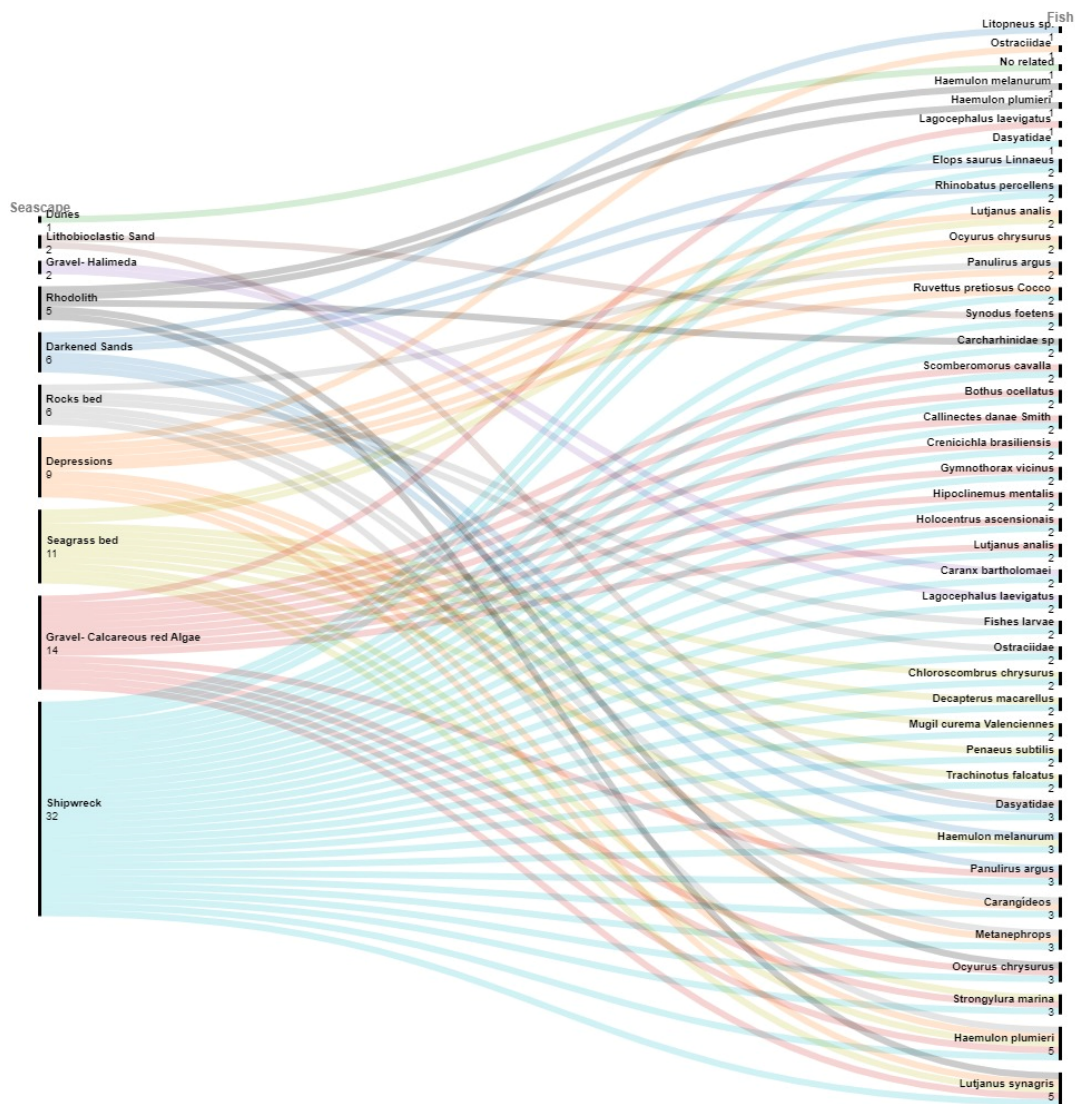 Seascape
Dunes
1
Lithobioclastic Sand
2
Gravel- Halimeda
2
Rhodolith
5
Darkened Sands
6
Rocks bed
6
Depressions
9
Seagrass bed
11
Gravel- Calcareous red Algae
14
Shipwreck
32
Fish
Litopneus sp.
1
Ostraciidae
1
No related
1
Haemulon melanurum
1
Haemulon plumieri
1
Lagocephalus laevigatus
1
Dasyatidae
1
Elops saurus Linnaeus
2
Rhinobatus percellens
2
Lutjanus analis
2
Ocyurus chrysurus
2
Panulirus argus
2
Ruvettus pretiosus Cocco
2
Synodus foetens
2
Carcharhinidae sp
2
Scomberomorus cavalla
2
Bothus ocellatus
2
Callinectes danae Smith
2
Crenicichla brasiliensis
2
Gymnothorax vicinus
2
Hipoclinemus mentalis
2
Holocentrus ascensionais
2
Lutjanus analis
2
Caranx bartholomaei
2
Lagocephalus laevigatus
2
Fishes larvae
2
Ostraciidae
2
Chloroscombrus chrysurus
2
Decapterus macarellus
2
Mugil curema Valenciennes
2
Penaeus subtilis
2
Trachinotus falcatus
2
Dasyatidae
3
Haemulon melanurum
3
Panulirus argus
3
Carangideos
3
Metanephrops
3
Ocyurus chrysurus
3
Strongylura marina
3
Haemulon plumieri
5
Lutjanus synagris
5